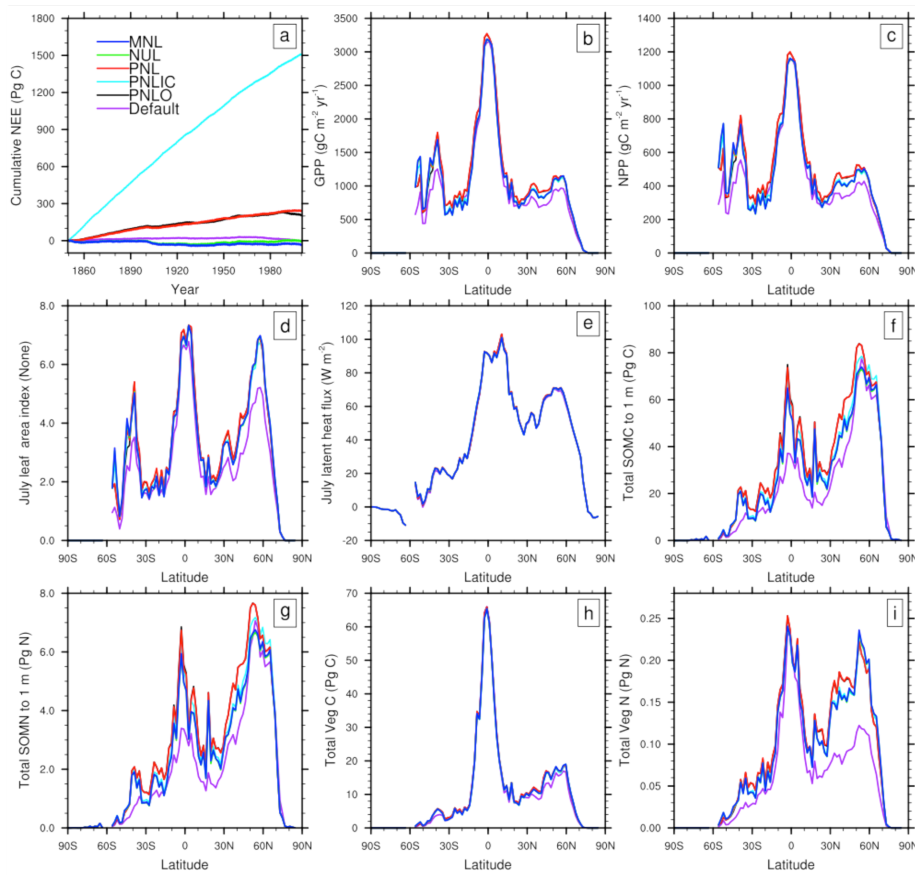 a
Cumulative NEE (Pg C)
1800
1500
1200
900
600
300
0
MNL
NUL
PNL
PNLIC
PNLO
Default
1860 1890 1920 1950 1980
Year
b
GPP (gC m⁻² yr⁻¹)
3500
3000
2500
2000
1500
1000
500
0
90S 60S 30S 0 30N 60N 90N
Latitude
c
NPP (gC m⁻² yr⁻¹)
1400
1200
1000
800
600
400
200
0
90S 60S 30S 0 30N 60N 90N
Latitude
d
July leaf area index (None)
8.0
6.0
4.0
2.0
0.0
90S 60S 30S 0 30N 60N 90N
Latitude
e
July latent heat flux (W m⁻²)
120
100
80
60
40
20
0
-20
90S 60S 30S 0 30N 60N 90N
Latitude
f
Total SOMC to 1 m (Pg C)
100
80
60
40
20
0
90S 60S 30S 0 30N 60N 90N
Latitude
g
Total SOMN to 1 m (Pg N)
8.0
6.0
4.0
2.0
0.0
90S 60S 30S 0 30N 60N 90N
Latitude
h
Total Veg C (Pg C)
70
60
50
40
30
20
10
0
90S 60S 30S 0 30N 60N 90N
Latitude
i
Total Veg N (Pg N)
0.25
0.20
0.15
0.10
0.05
0.00
90S 60S 30S 0 30N 60N 90N
Latitude